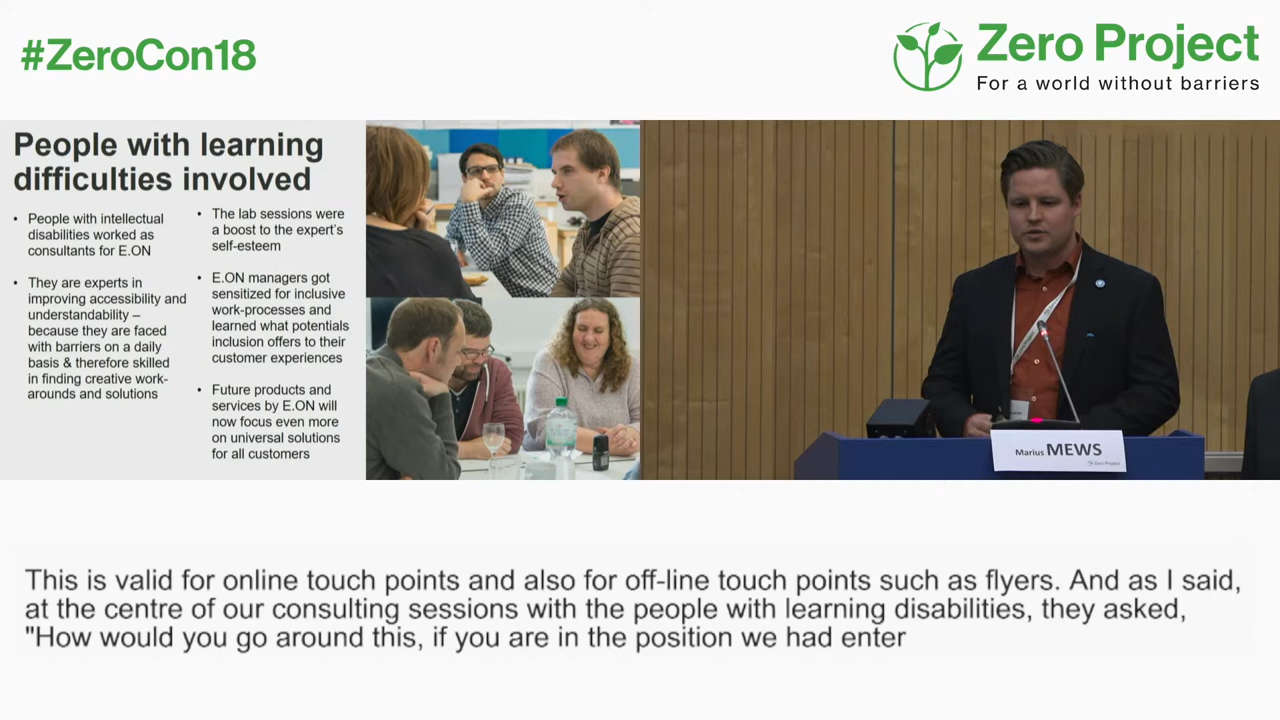 #ZeroCon18
Zero Project
For a world without barriers
People with learning
difficulties involved
• People with intellectual
disabilities worked as
consultants for E.ON
• They are experts in
improving accessibility and
understandability –
because they are faced
with barriers on a daily
basis & therefore skilled
in finding creative work-
arounds and solutions
• The lab sessions were
a boost to the expert's
self-esteem
• E.ON managers got
sensitized for inclusive
work-processes and
learned what potentials
inclusion offers to their
customer experiences
• Future products and
services by E.ON will
now focus even more
on universal solutions
for all customers
Marius MEWS
Zero Project
This is valid for online touch points and also for off-line touch points such as flyers. And as I said,
at the centre of our consulting sessions with the people with learning disabilities, they asked,
"How would you go around this, if you are in the position we had enter